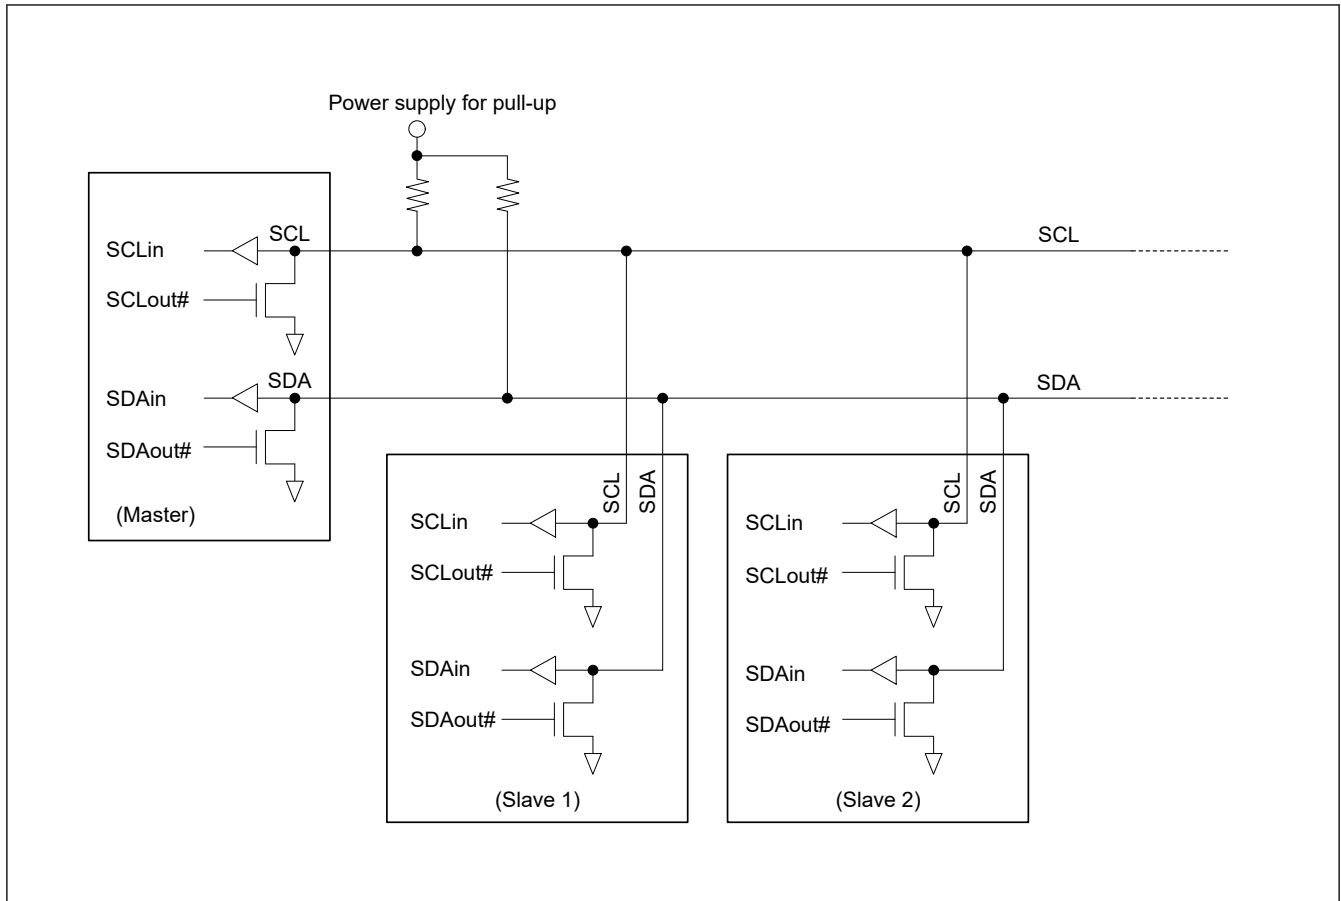 Power supply for pull-up
SCL
SCLin
SCLout#
SDA
SDAin
SDAout#
(Master)
SCL
SDA
SCL
SDA
SCLin
SCLout#
SDAin
SDAout#
(Slave 1)
SCL
SDA
SCLin
SCLout#
SDAin
SDAout#
(Slave 2)